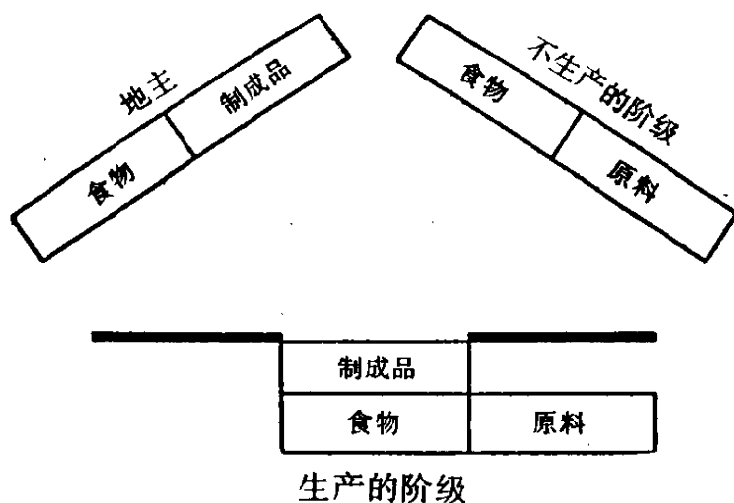 地主
制成品
食物
不生产的阶级
食物
原料
制成品
食物
原料
生产的阶级